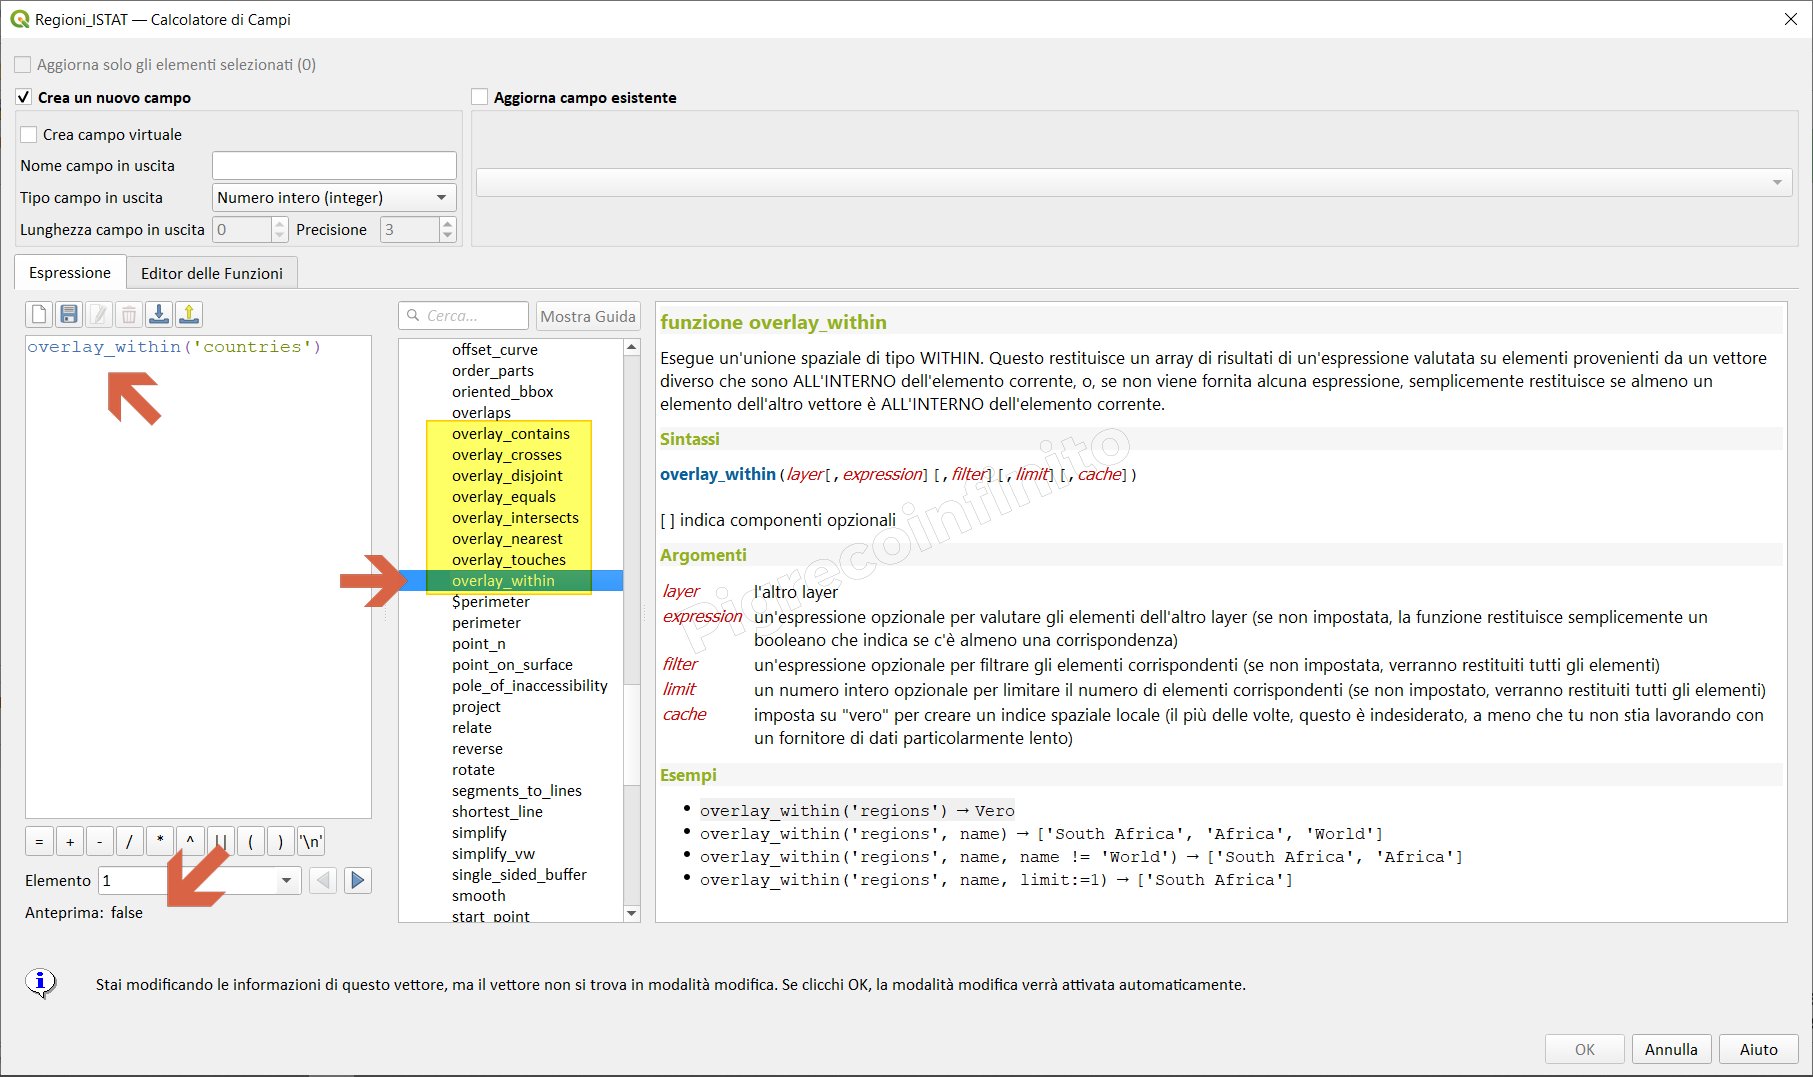 Regioni_ISTAT — Calcolatore di Campi
Aggiorna solo gli elementi selezionati (0)
Crea un nuovo campo
Aggiorna campo esistente
Crea campo virtuale
Nome campo in uscita
Tipo campo in uscita
Numero intero (integer)
Lunghezza campo in uscita
0
Precisione
3
Espressione
Editor delle Funzioni
overlay_within('countries')
= + - / * ^ || ( ) '\n'
Elemento
1
Anteprima: false
Cerca...
Mostra Guida
offset_curve
order_parts
oriented_bbox
overlaps
overlay_contains
overlay_crosses
overlay_disjoint
overlay_equals
overlay_intersects
overlay_nearest
overlay_touches
overlay_within
$perimeter
perimeter
point_n
point_on_surface
pole_of_inaccessibility
project
relate
reverse
rotate
segments_to_lines
shortest_line
simplify
simplify_vw
single_sided_buffer
smooth
start_point
funzione overlay_within
Esegue un'unione spaziale di tipo WITHIN. Questo restituisce un array di risultati di un'espressione valutata su elementi provenienti da un vettore
diverso che sono ALL'INTERNO dell'elemento corrente, o, se non viene fornita alcuna espressione, semplicemente restituisce se almeno un
elemento dell'altro vettore è ALL'INTERNO dell'elemento corrente.
Sintassi
overlay_within(layer[,expression][,filter][,limit][,cache])
[ ] indica componenti opzionali
Argomenti
layer l'altro layer
expression un'espressione opzionale per valutare gli elementi dell'altro layer (se non impostata, la funzione restituisce semplicemente un
booleano che indica se c'è almeno una corrispondenza)
filter un'espressione opzionale per filtrare gli elementi corrispondenti (se non impostata, verranno restituiti tutti gli elementi)
limit un numero intero opzionale per limitare il numero di elementi corrispondenti (se non impostato, verranno restituiti tutti gli elementi)
cache imposta su "vero" per creare un indice spaziale locale (il più delle volte, questo è indesiderato, a meno che tu non stia lavorando con
un fornitore di dati particolarmente lento)
Esempi
• overlay_within('regions') → Vero
• overlay_within('regions', name) → ['South Africa', 'Africa', 'World']
• overlay_within('regions', name, name != 'World') → ['South Africa', 'Africa']
• overlay_within('regions', name, limit:=1) → ['South Africa']
Pigrecoinfinito
Stai modificando le informazioni di questo vettore, ma il vettore non si trova in modalità modifica. Se clicchi OK, la modalità modifica verrà attivata automaticamente.
OK
Annulla
Aiuto